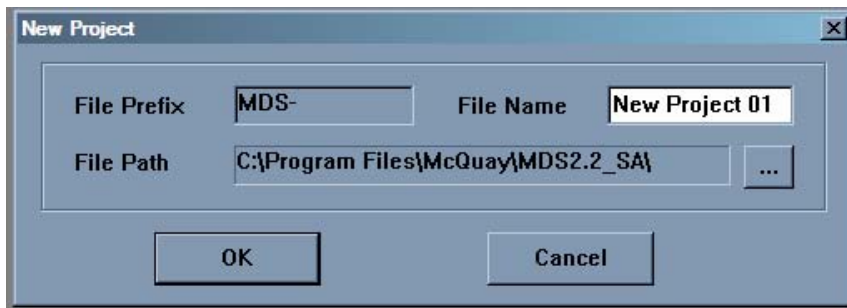 New Project
File Prefix MDS- File Name New Project 01
File Path C:\Program Files\McQuay\MDS2.2_SA\ ...
OK Cancel